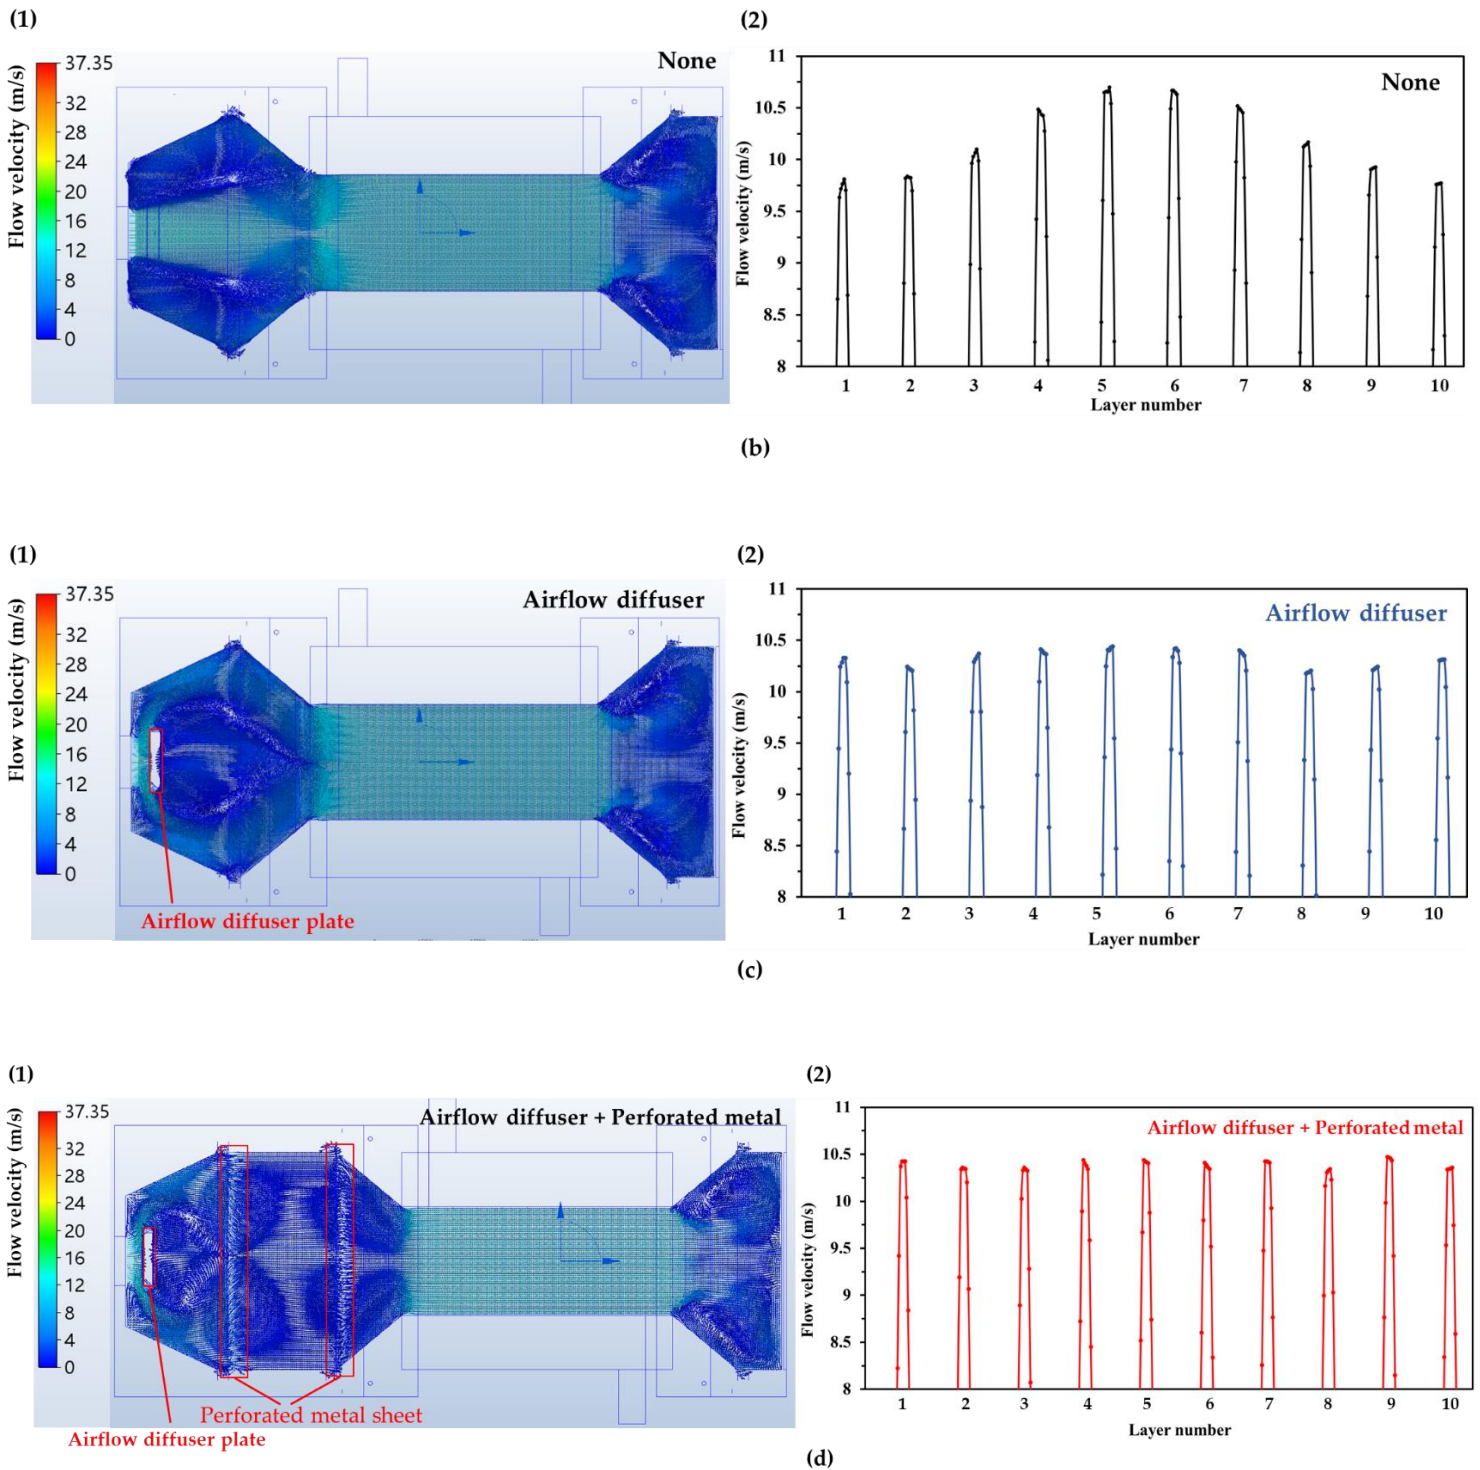 (1)
(2)
Flow velocity (m/s)
37.35
32
28
24
20
16
12
8
4
0
None
Flow velocity (m/s)
11
10.5
10
9.5
9
8.5
8
None
1 2 3 4 5 6 7 8 9 10
Layer number
(b)
(1)
(2)
Flow velocity (m/s)
37.35
32
28
24
20
16
12
8
4
0
Airflow diffuser
Airflow diffuser plate
Flow velocity (m/s)
11
10.5
10
9.5
9
8.5
8
Airflow diffuser
1 2 3 4 5 6 7 8 9 10
Layer number
(c)
(1)
(2)
Flow velocity (m/s)
37.35
32
28
24
20
16
12
8
4
0
Airflow diffuser + Perforated metal
Perforated metal sheet
Airflow diffuser plate
Flow velocity (m/s)
11
10.5
10
9.5
9
8.5
8
Airflow diffuser + Perforated metal
1 2 3 4 5 6 7 8 9 10
Layer number
(d)